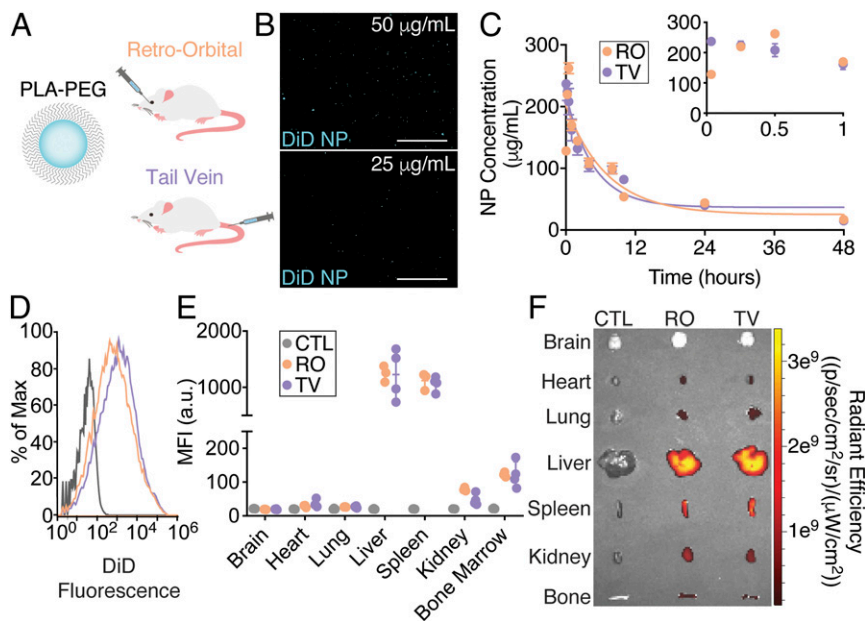 A
Retro-Orbital
PLA-PEG
Tail Vein
B
50 μg/mL
DiD NP
25 μg/mL
DiD NP
C
RO
TV
NP Concentration
(μg/mL)
300
200
100
0
0
12
24
36
48
Time (hours)
300
200
100
0
0
0.5
1
D
% of Max
100
80
60
40
20
0
10⁰
10²
10⁴
10⁶
DiD
Fluorescence
E
CTL
RO
TV
MFI (a.u.)
2000
1000
200
100
0
Brain
Heart
Lung
Liver
Spleen
Kidney
Bone Marrow
F
CTL RO TV
Brain
Heart
Lung
Liver
Spleen
Kidney
Bone
3e⁹
2e⁹
1e⁹
Radiant Efficiency
((p/sec/cm²/sr)/(μW/cm²))